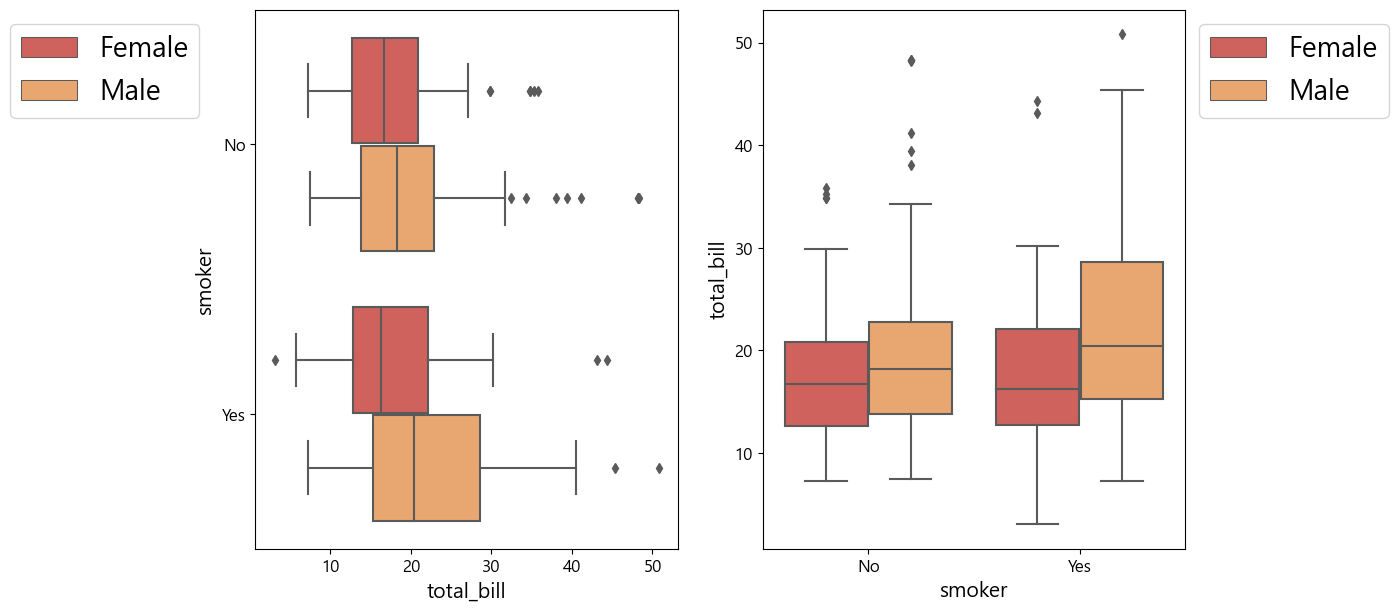 Female
Male
No
Yes
smoker
10 20 30 40 50
total_bill
50
40
30
20
10
total_bill
No Yes
smoker
Female
Male